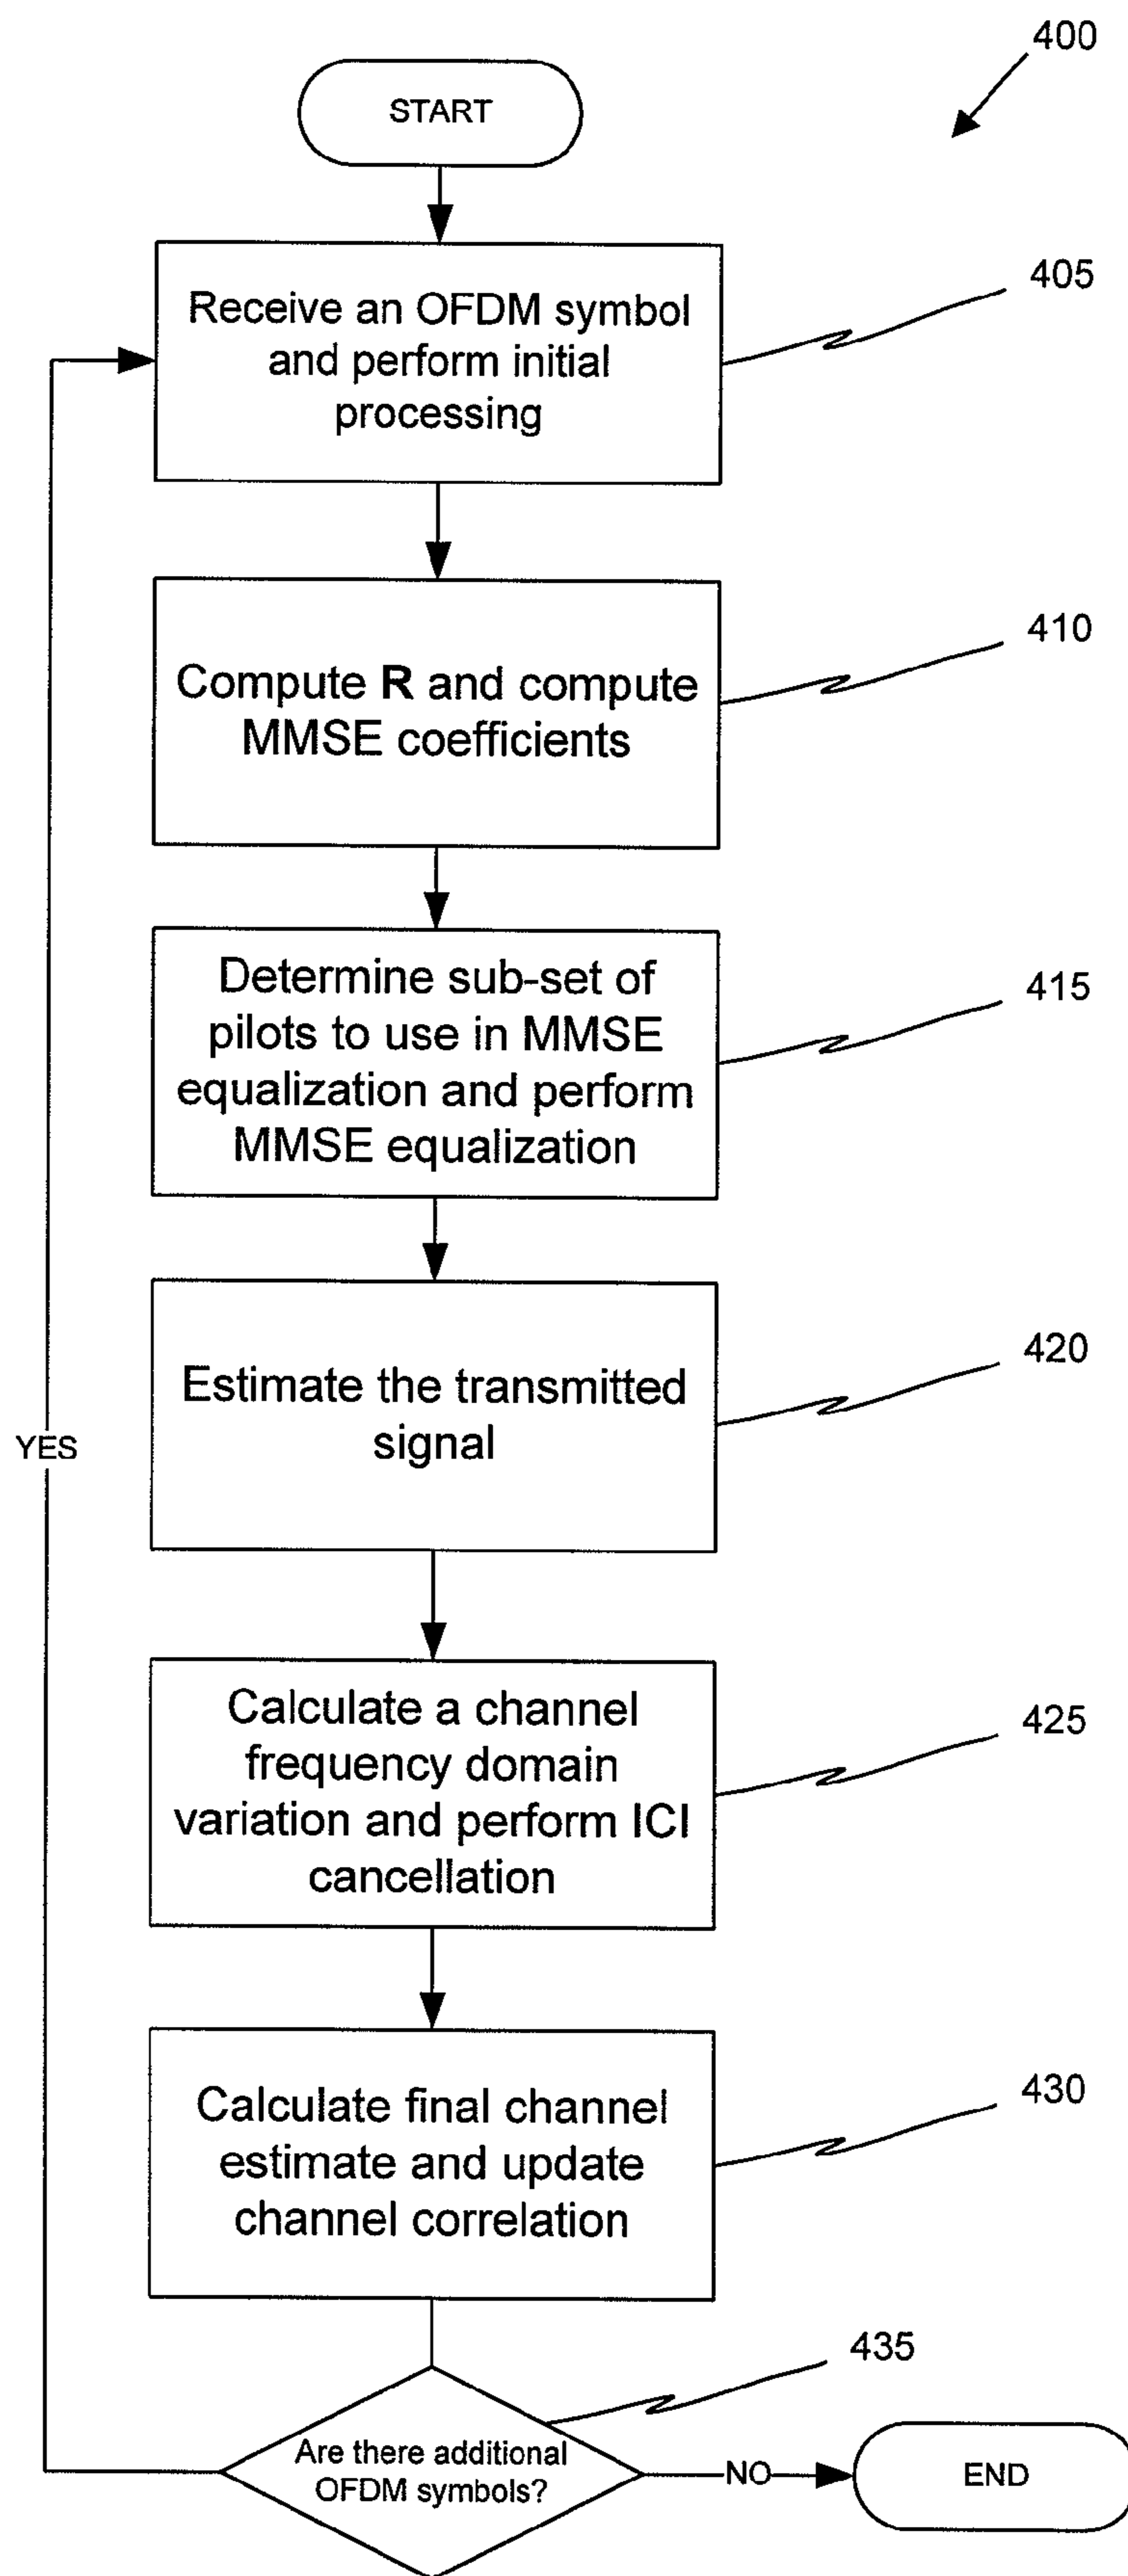 400
START
405
Receive an OFDM symbol
and perform initial
processing
410
Compute R and compute
MMSE coefficients
415
Determine sub-set of
pilots to use in MMSE
equalization and perform
MMSE equalization
420
Estimate the transmitted
signal
YES
425
Calculate a channel
frequency domain
variation and perform ICI
cancellation
430
Calculate final channel
estimate and update
channel correlation
435
Are there additional
OFDM symbols?
NO
END